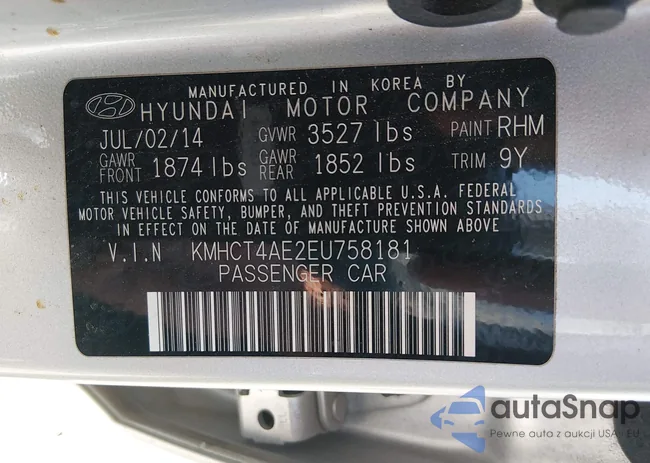 MANUFACTURED IN KOREA BY
HYUNDAI MOTOR COMPANY
JUL/02/14 GVWR 3527 lbs PAINT RHM
GAWR FRONT 1874 lbs GAWR REAR 1852 lbs TRIM 9Y
THIS VEHICLE CONFORMS TO ALL APPLICABLE U.S.A. FEDERAL
MOTOR VEHICLE SAFETY, BUMPER, AND THEFT PREVENTION STANDARDS
IN EFFECT ON THE DATE OF MANUFACTURE SHOWN ABOVE
V.I.N KMHCT4AE2EU758181
PASSENGER CAR
autoSnap
Pewne auto z aukcji USA - EU